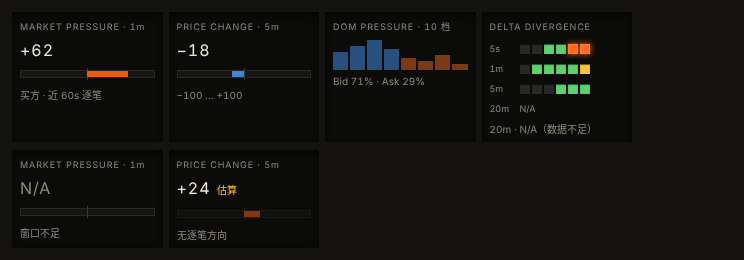 MARKET PRESSURE · 1m
+62
买方 · 近 60s 逐笔
PRICE CHANGE · 5m
−18
−100 … +100
DOM PRESSURE · 10 档
Bid 71% · Ask 29%
DELTA DIVERGENCE
5s
1m
5m
20m N/A
20m · N/A（数据不足）
MARKET PRESSURE · 1m
N/A
窗口不足
PRICE CHANGE · 5m
+24 估算
无逐笔方向